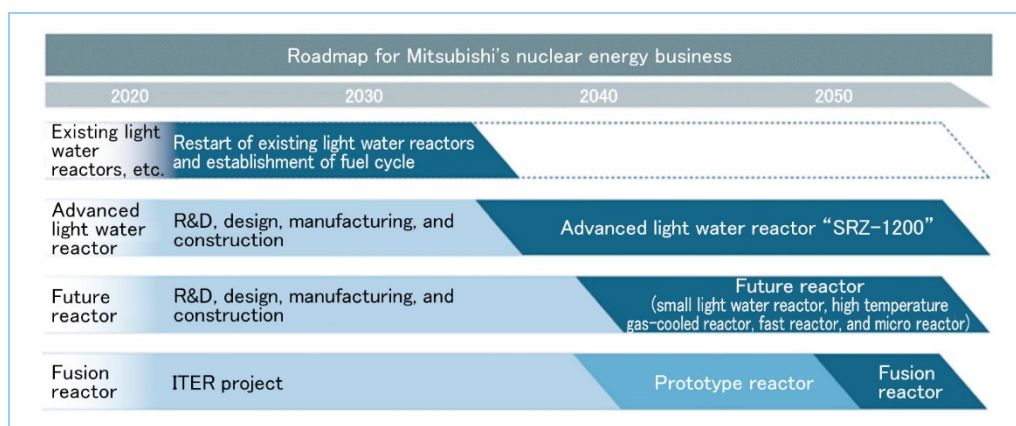 Roadmap for Mitsubishi's nuclear energy business
2020 2030 2040 2050
Existing light
water
reactors, etc.
Restart of existing light water reactors
and establishment of fuel cycle
Advanced
light water
reactor
R&D, design, manufacturing, and
construction
Advanced light water reactor “SRZ-1200”
Future
reactor
R&D, design, manufacturing, and
construction
Future reactor
(small light water reactor, high temperature
gas-cooled reactor, fast reactor, and micro reactor)
Fusion
reactor
ITER project
Prototype reactor
Fusion
reactor